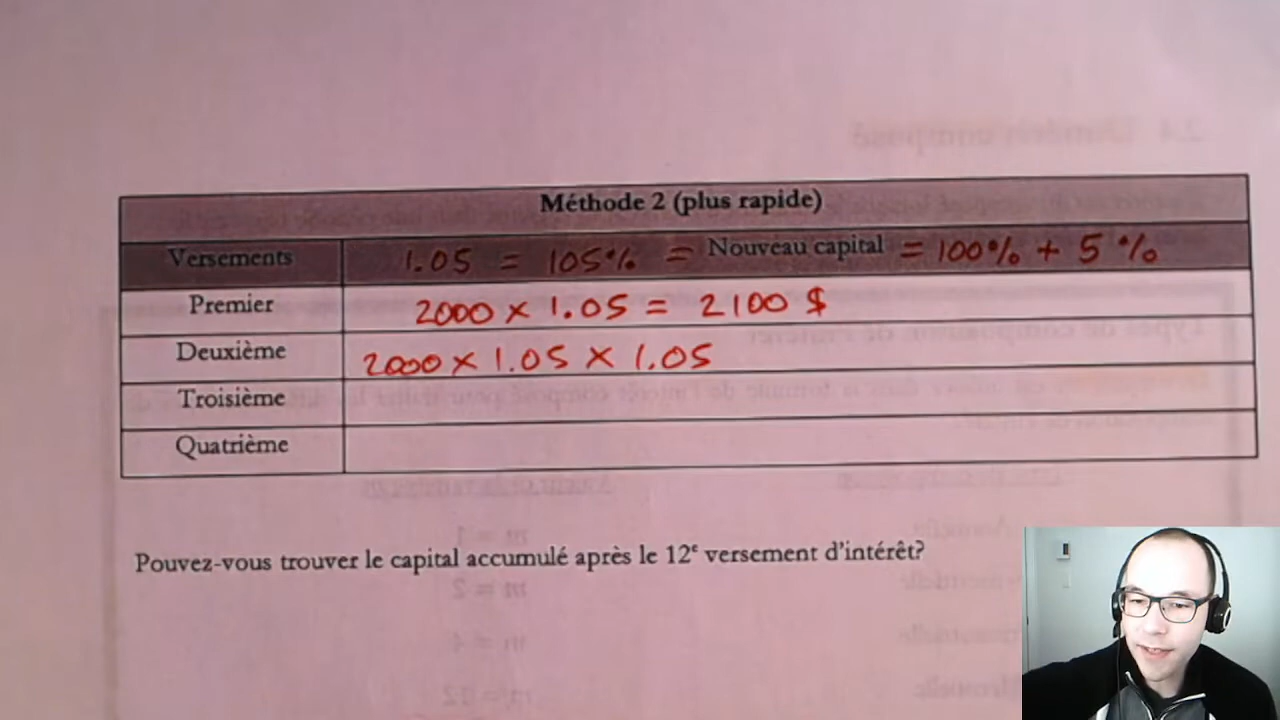 Méthode 2 (plus rapide)
Versements 1.05 = 105% = Nouveau capital = 100% + 5%
Premier 2000 x 1.05 = 2100 $
Deuxième 2000 x 1.05 x 1.05
Troisième
Quatrième
Pouvez-vous trouver le capital accumulé après le 12e versement d'intérêt?